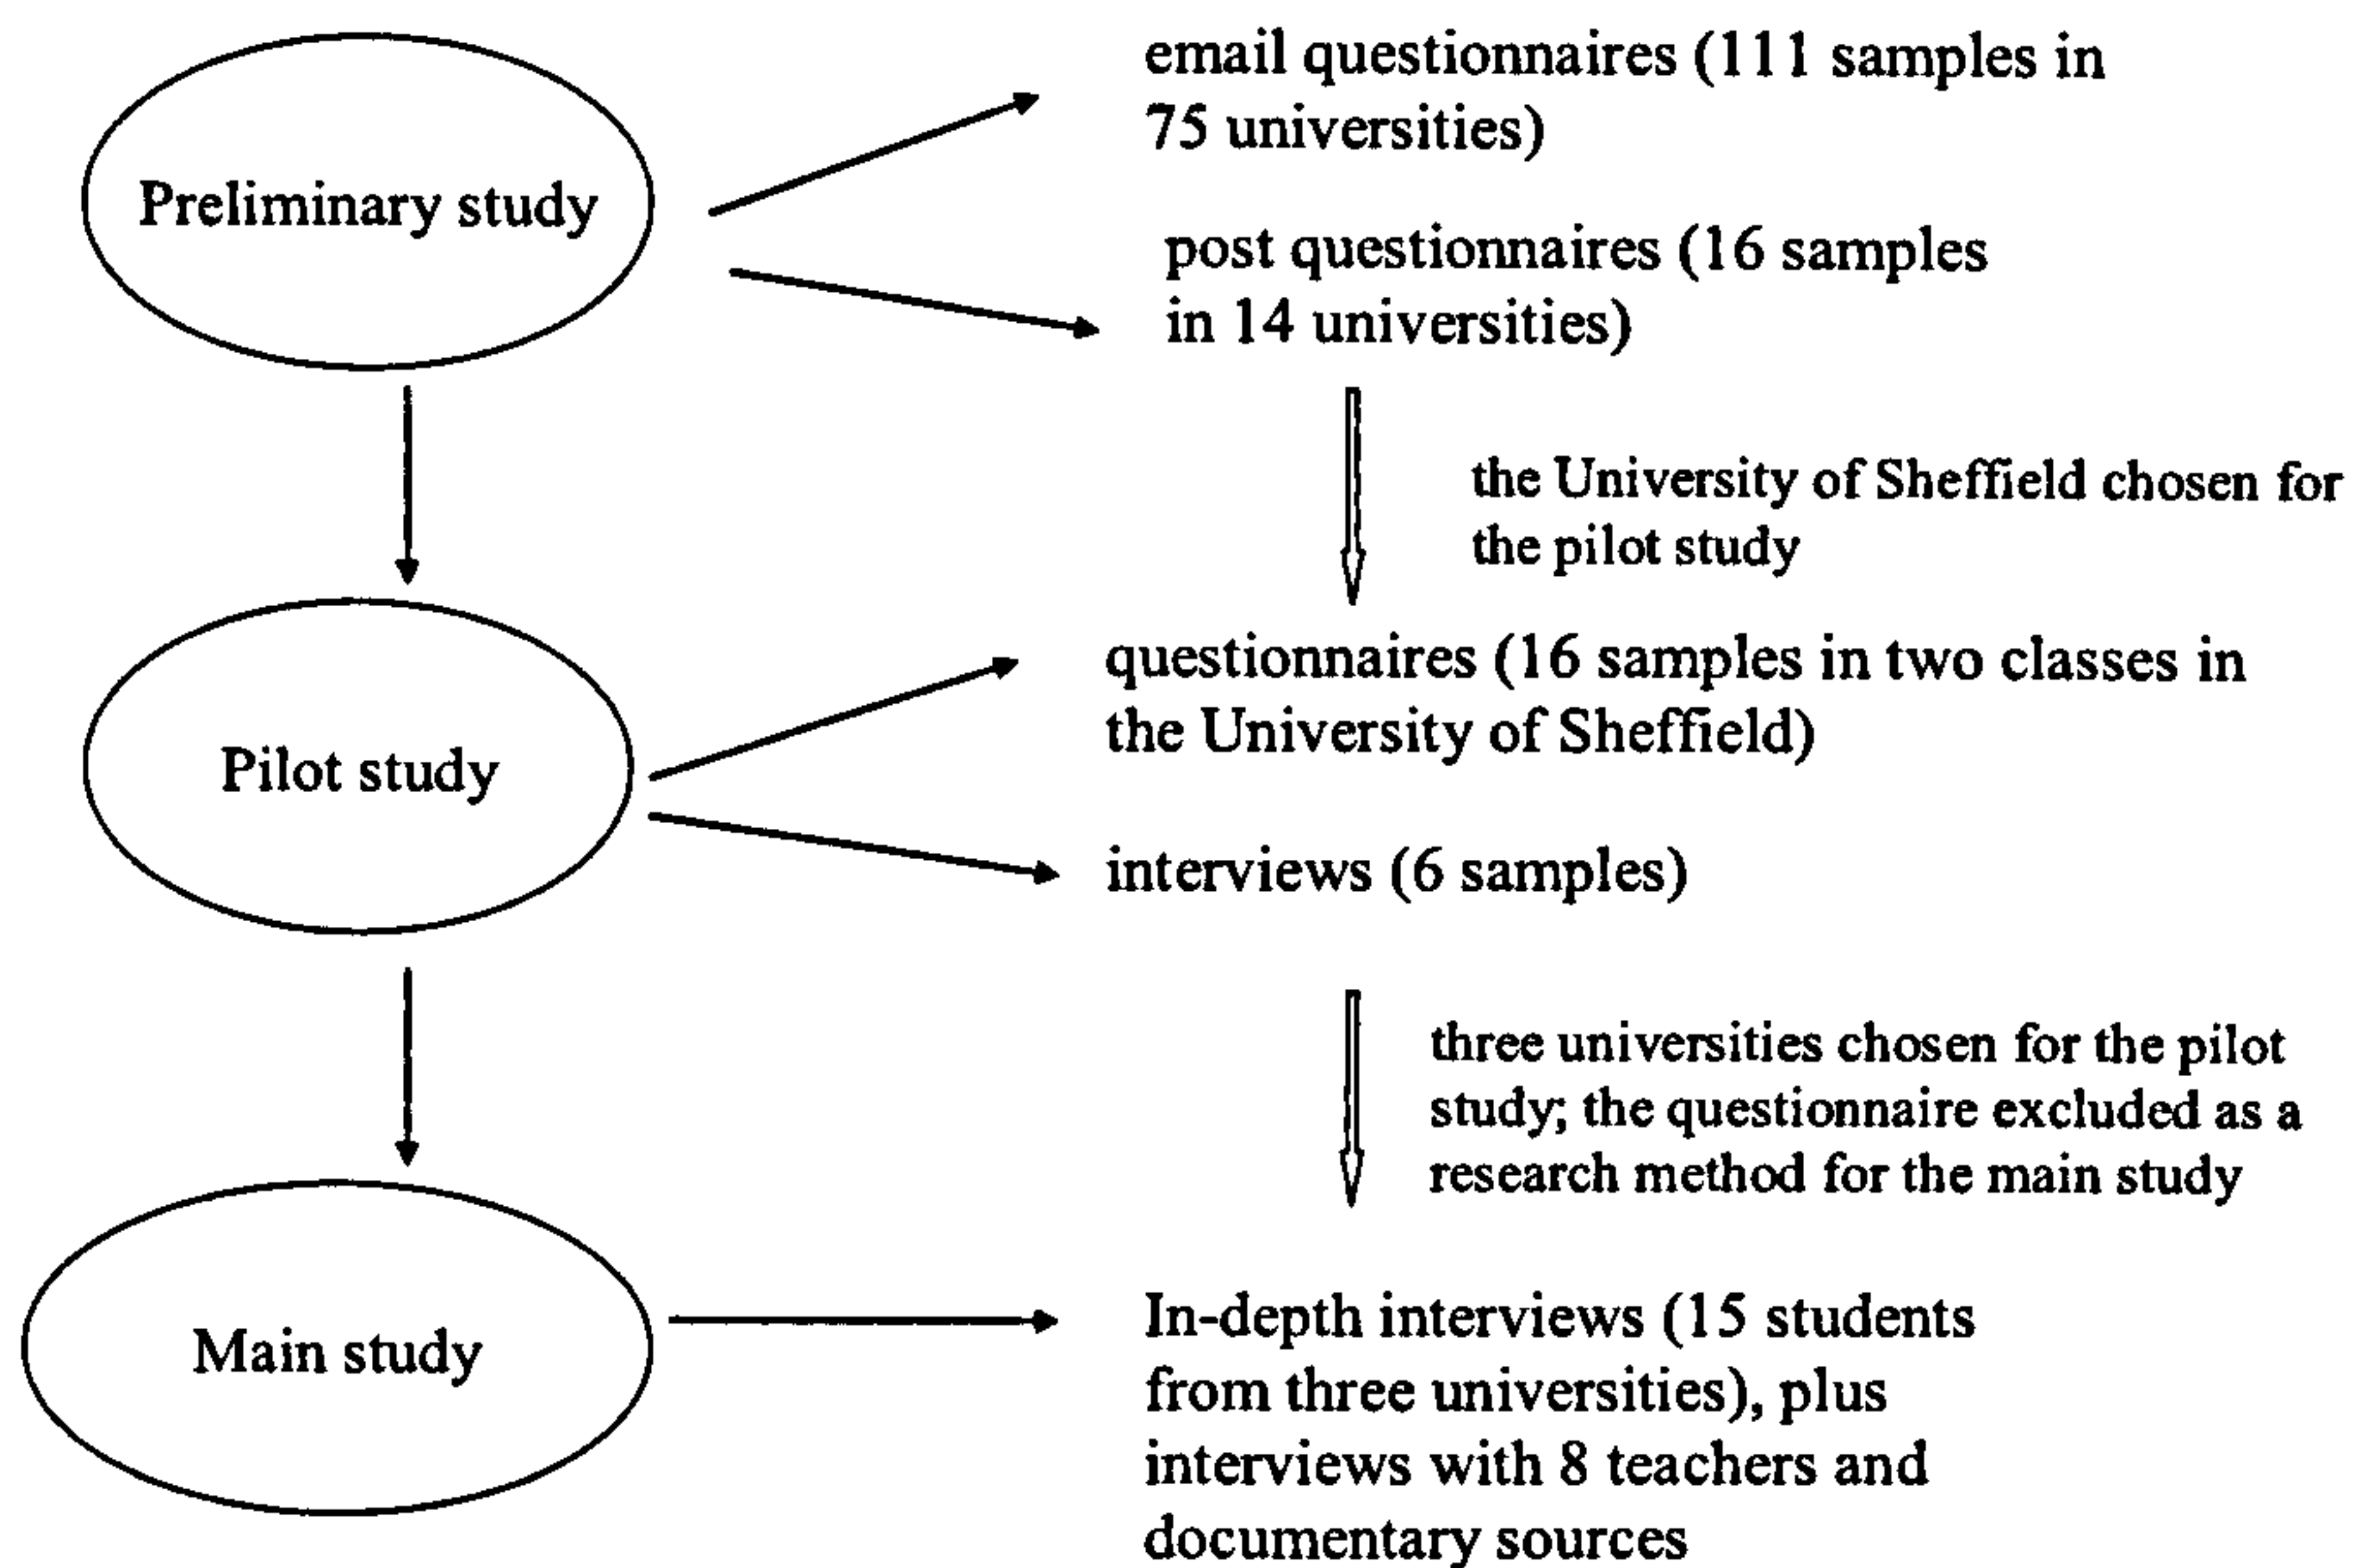 email questionnaires (111 samples in
75 universities)
Preliminary study
post questionnaires (16 samples
in 14 universities)
the University of Sheffield chosen for
the pilot study
questionnaires (16 samples in two classes in
the University of Sheffield)
Pilot study
interviews (6 samples)
three universities chosen for the pilot
study; the questionnaire excluded as a
research method for the main study
Main study
In-depth interviews (15 students
from three universities), plus
interviews with 8 teachers and
documentary sources